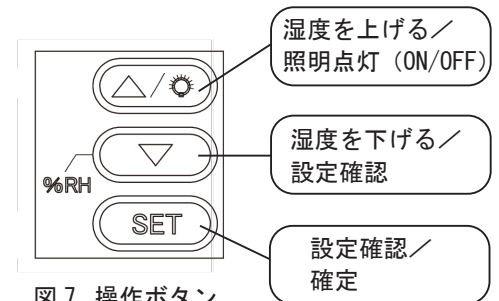 湿度を上げる／
照明点灯（ON/OFF）
湿度を下げる／
%RH
設定確認
SET
設定確認／
確定
図7 操作ボタン